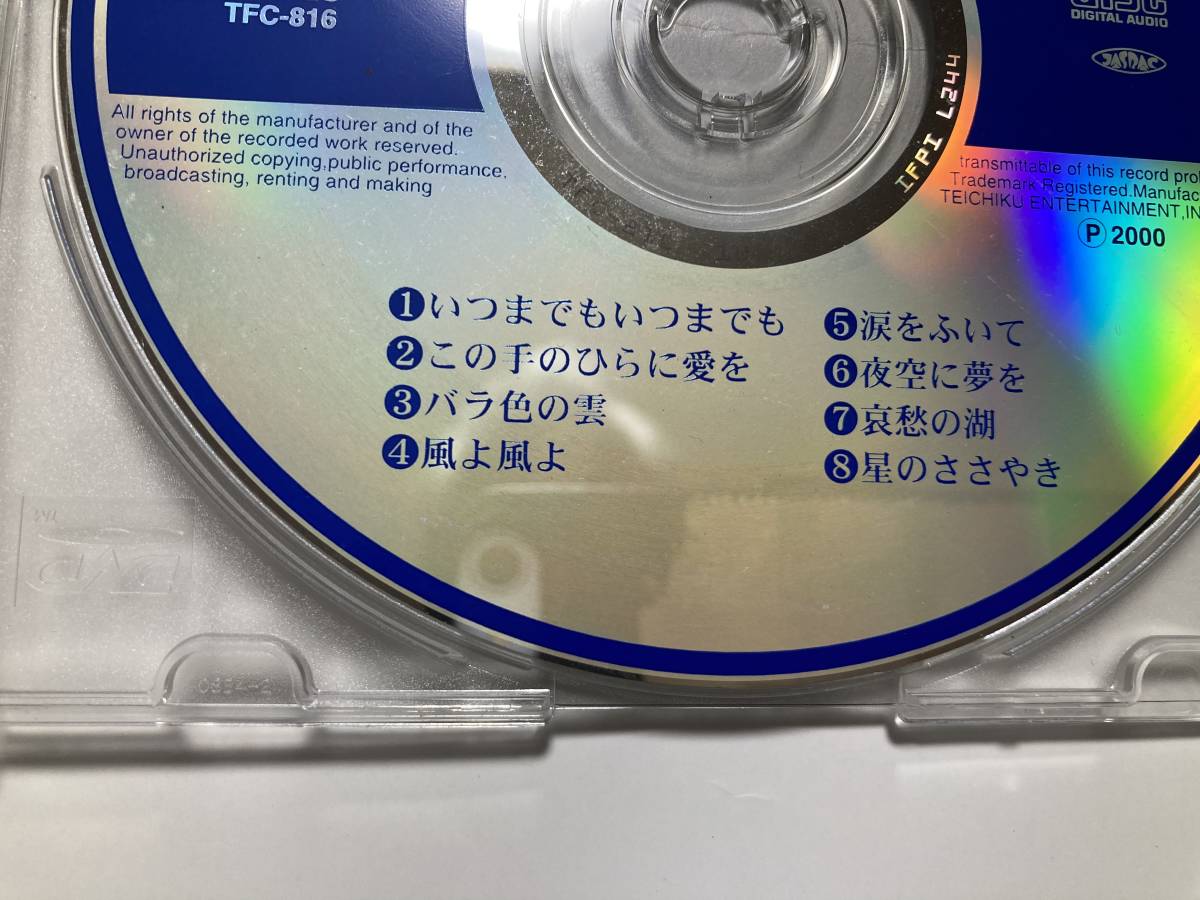 TFC-816
DIGITAL AUDIO
JASRAC
IFPI L244
All rights of the manufacturer and of the
owner of the recorded work reserved.
Unauthorized copying,public performance,
broadcasting, renting and making
transmittable of this record
Trademark Registered.
TEICHIKU ENTERTAINMENT,
Ⓟ 2000
❶いつまでもいつまでも
❷この手のひらに愛を
❸バラ色の雲
❹風よ風よ
❺涙をふいて
❻夜空に夢を
❼哀愁の湖
❽星のささやき